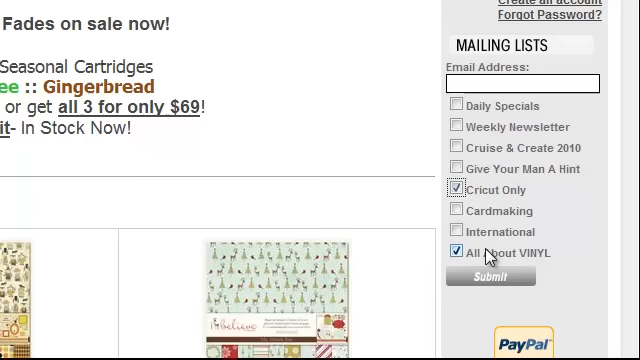 Create an account
Forgot Password?
Fades on sale now!
MAILING LISTS
Seasonal Cartridges
Email Address:
ee :: Gingerbread
or get all 3 for only $69!
Daily Specials
it- In Stock Now!
Weekly Newsletter
Cruise & Create 2010
Give Your Man A Hint
Cricut Only
Cardmaking
International
All About VINYL
Submit
believe
PayPal